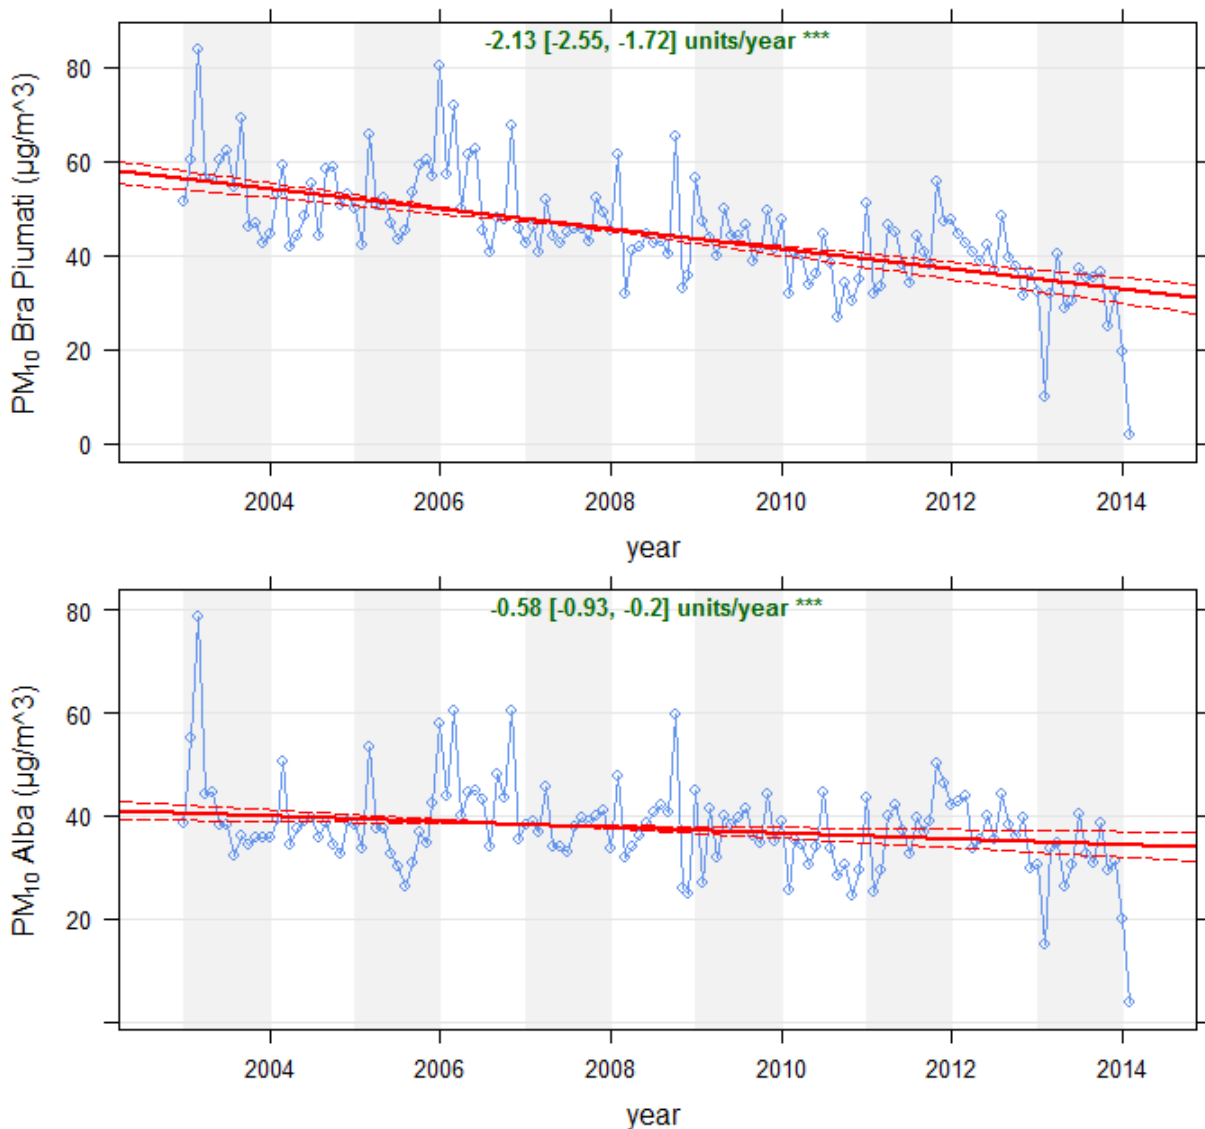 -2.13 [-2.55, -1.72] units/year ***
PM₁₀ Bra Piumati (µg/m^3)
80
60
40
20
0
2004 2006 2008 2010 2012 2014
year
-0.58 [-0.93, -0.2] units/year ***
PM₁₀ Alba (µg/m^3)
80
60
40
20
2004 2006 2008 2010 2012 2014
year